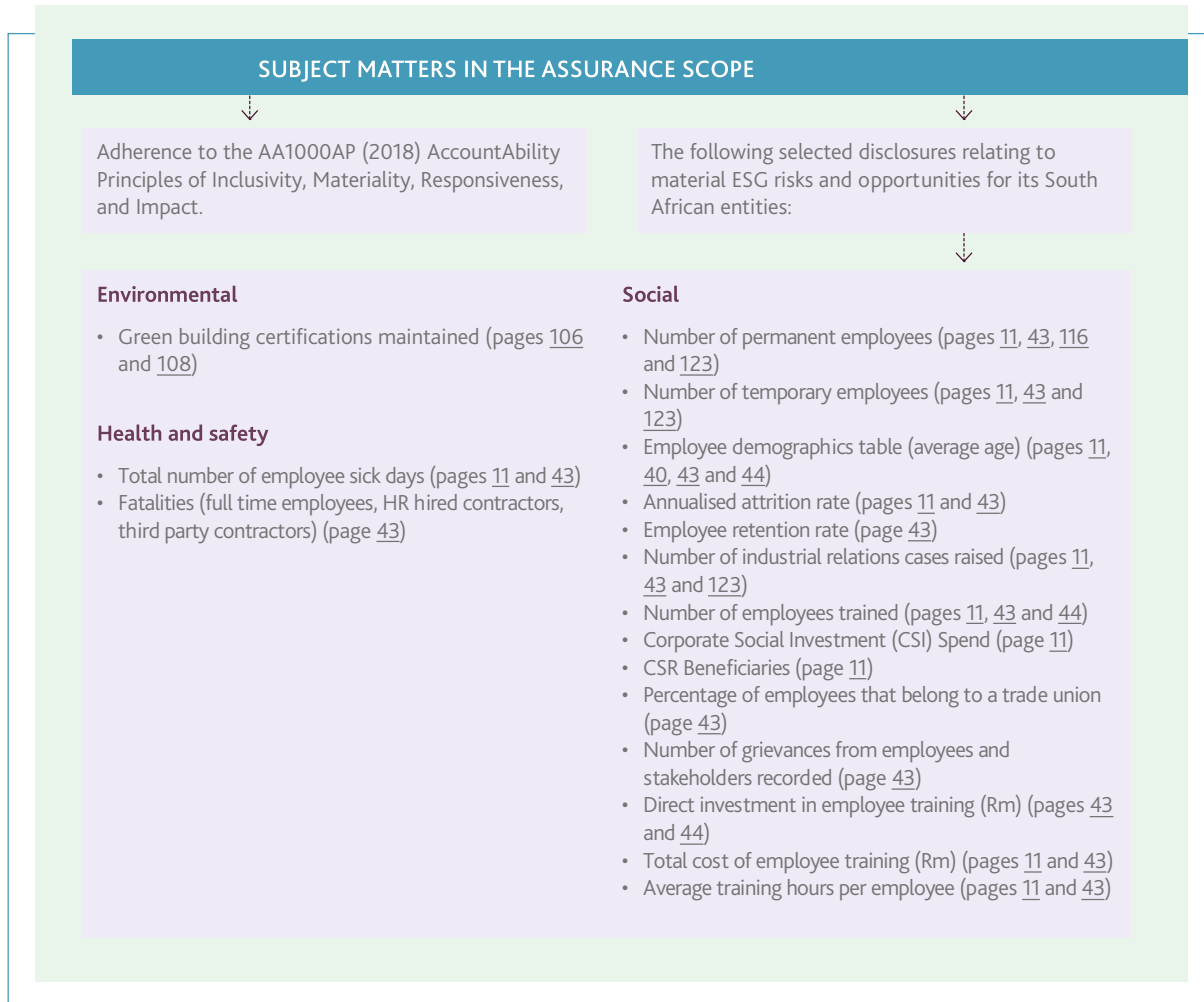 SUBJECT MATTERS IN THE ASSURANCE SCOPE
Adherence to the AA1000AP (2018) AccountAbility
Principles of Inclusivity, Materiality, Responsiveness,
and Impact.
The following selected disclosures relating to
material ESG risks and opportunities for its South
African entities:
Environmental
• Green building certifications maintained (pages 106
and 108)
Health and safety
• Total number of employee sick days (pages 11 and 43)
• Fatalities (full time employees, HR hired contractors,
third party contractors) (page 43)
Social
• Number of permanent employees (pages 11, 43, 116
and 123)
• Number of temporary employees (pages 11, 43 and
123)
• Employee demographics table (average age) (pages 11,
40, 43 and 44)
• Annualised attrition rate (pages 11 and 43)
• Employee retention rate (page 43)
• Number of industrial relations cases raised (pages 11,
43 and 123)
• Number of employees trained (pages 11, 43 and 44)
• Corporate Social Investment (CSI) Spend (page 11)
• CSR Beneficiaries (page 11)
• Percentage of employees that belong to a trade union
(page 43)
• Number of grievances from employees and
stakeholders recorded (page 43)
• Direct investment in employee training (Rm) (pages 43
and 44)
• Total cost of employee training (Rm) (pages 11 and 43)
• Average training hours per employee (pages 11 and 43)